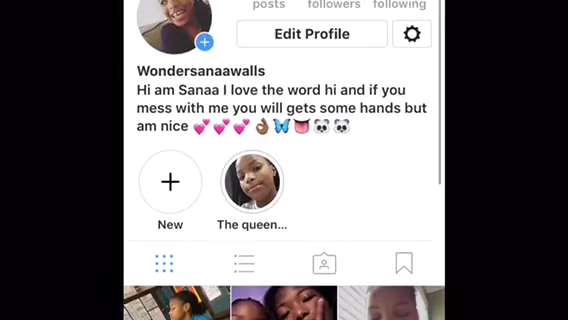 posts followers following
Edit Profile
Wondersanaawalls
Hi am Sanaa I love the word hi and if you
mess with me you will gets some hands but
am nice 💕💕💕👌🏾🦋👅🐼🐼
New The queen...